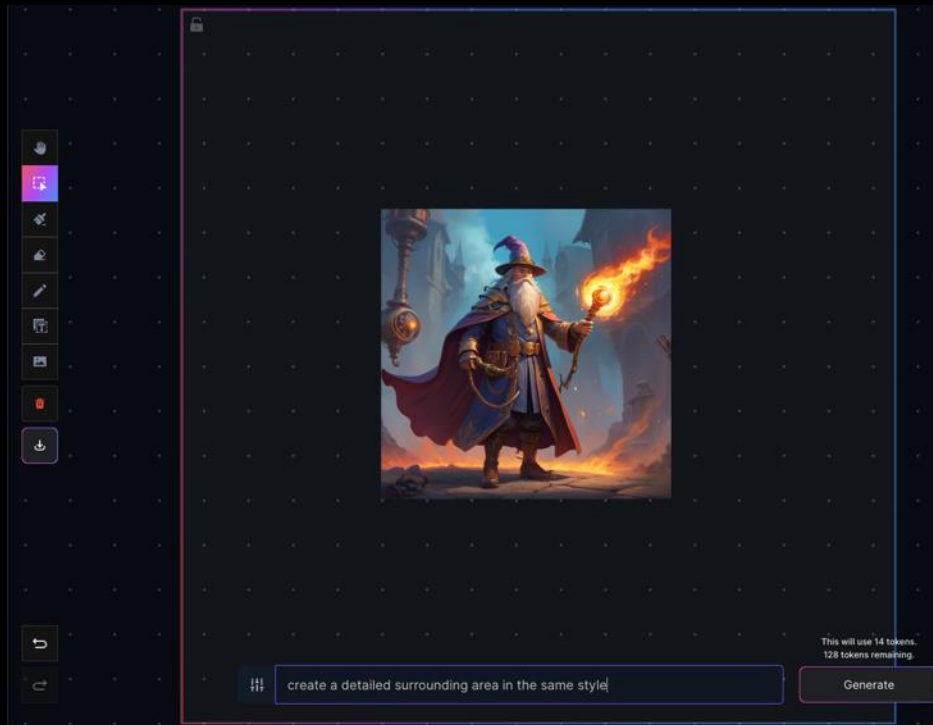 This will use 14 tokens.
128 tokens remaining.
create a detailed surrounding area in the same style
Generate